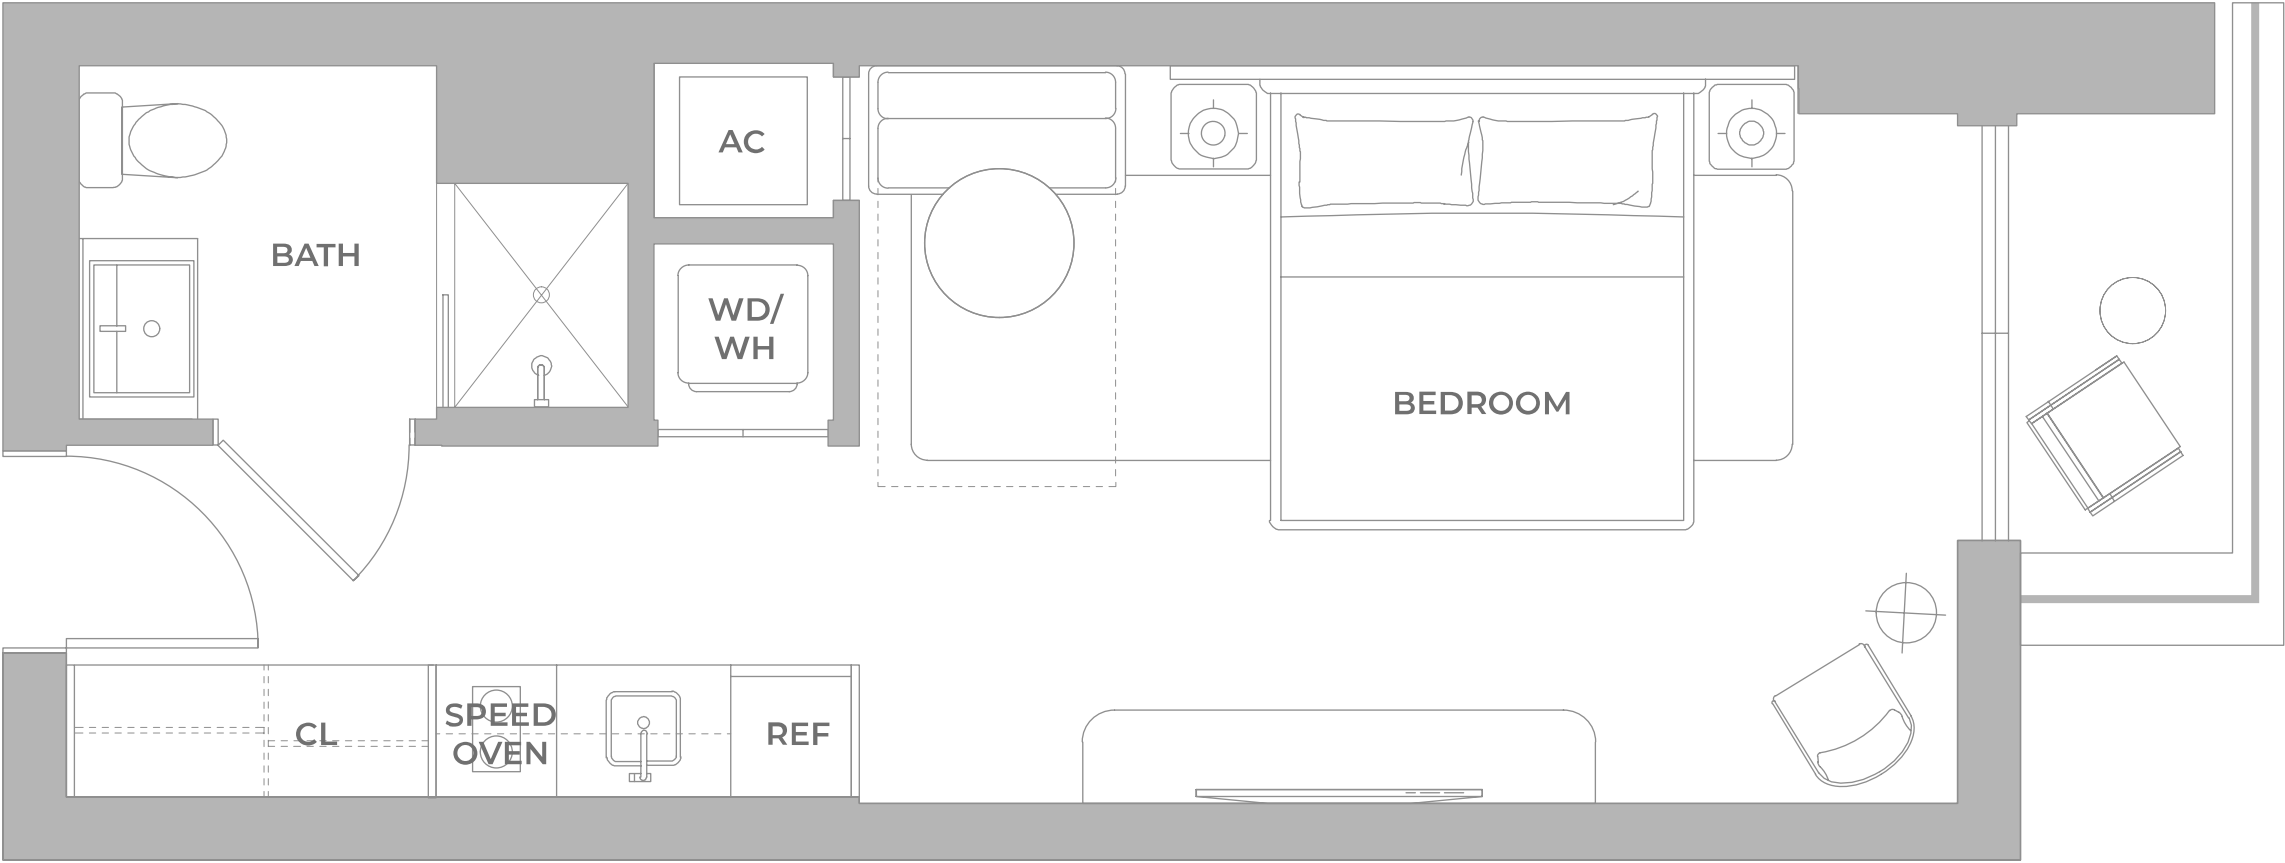 AC
BATH
WD/
WH
BEDROOM
CL
SPEED
OVEN
REF